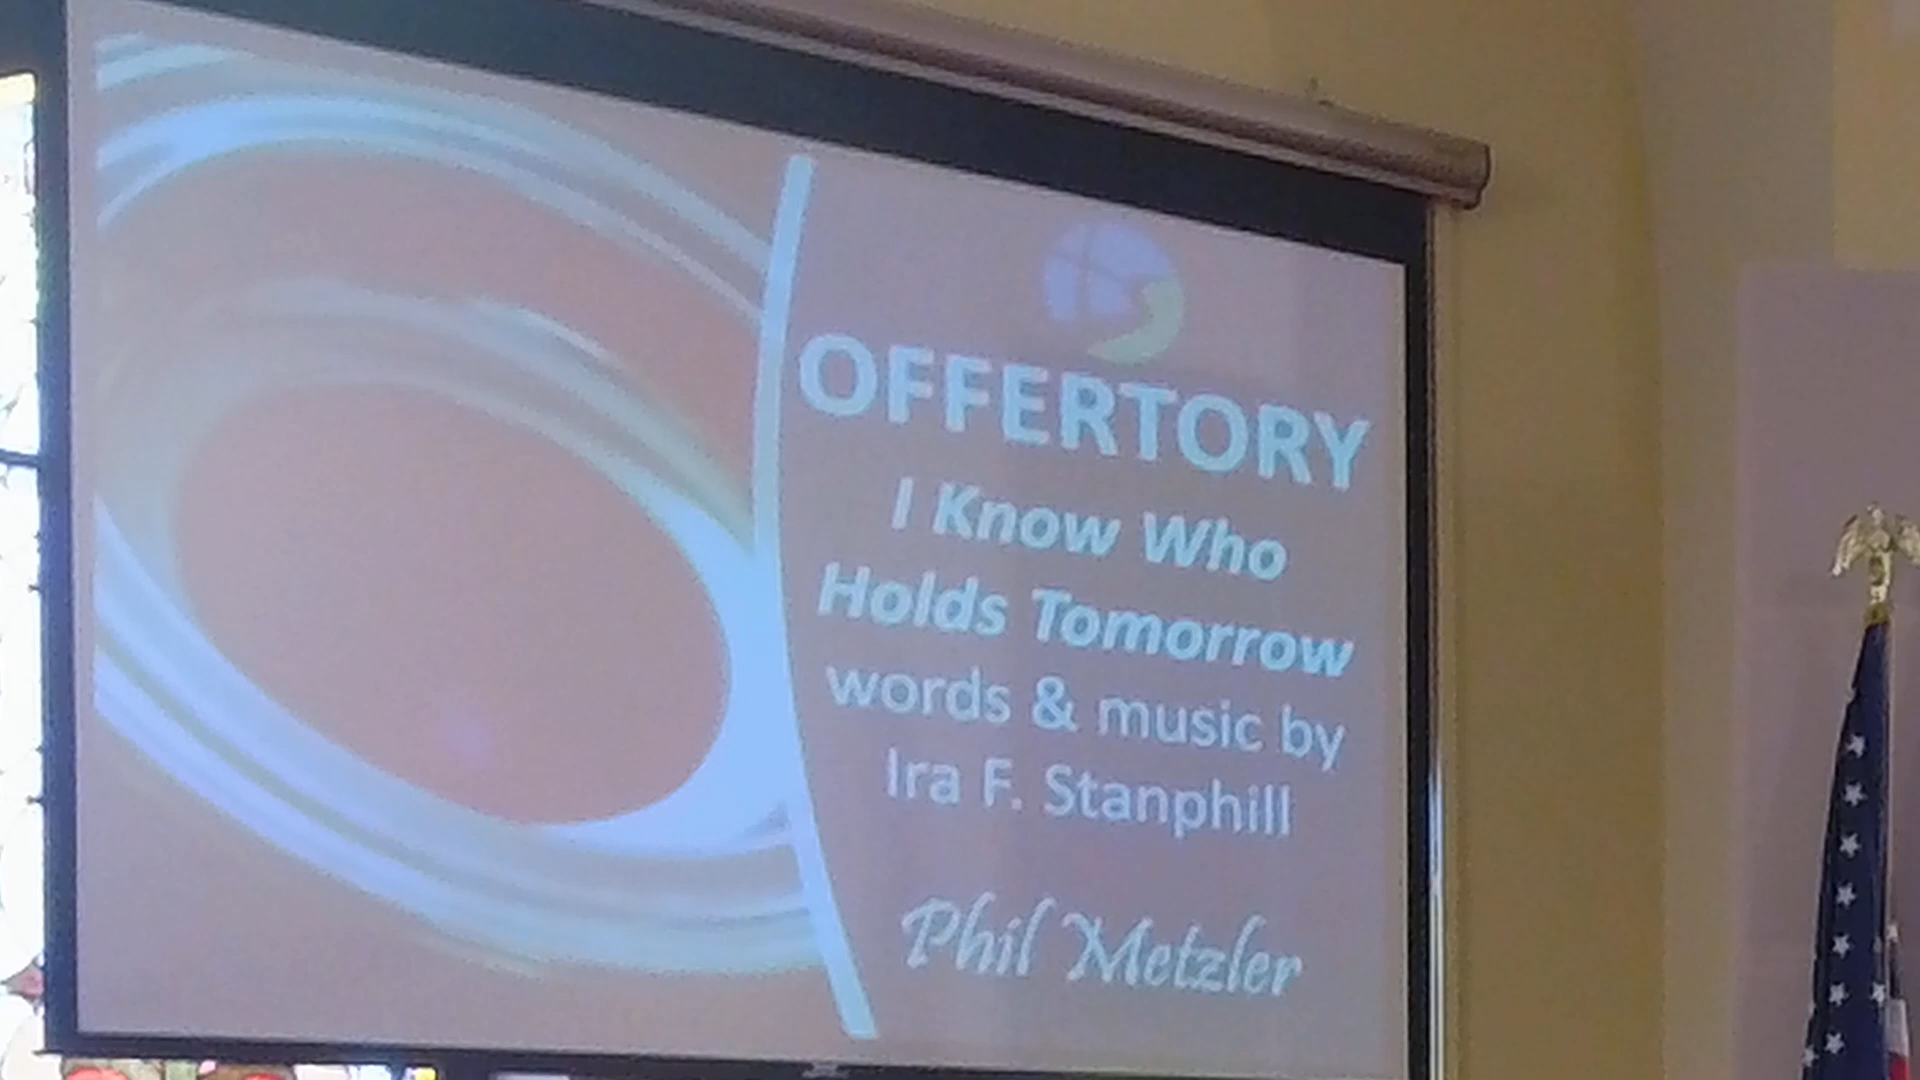 OFFERTORY
I Know Who
Holds Tomorrow
words & music by
Ira F. Stanphill
Phil Metzler